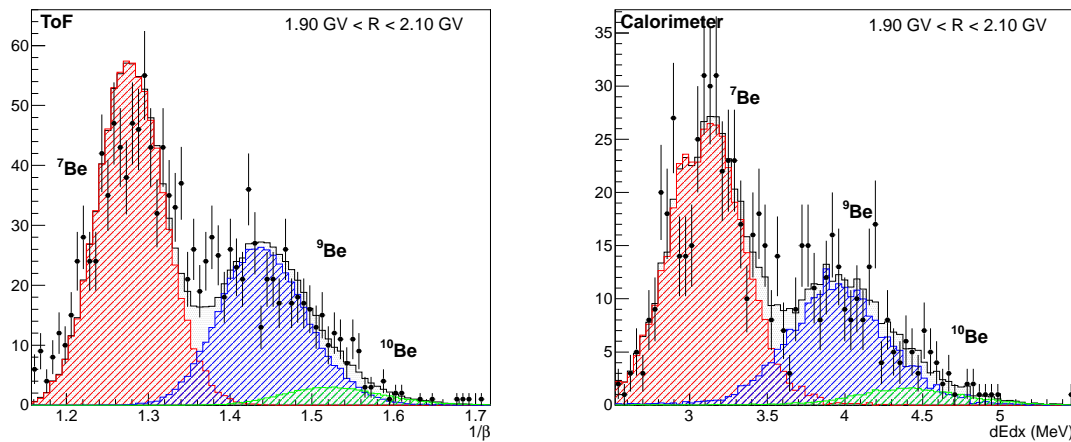 ToF
1.90 GV < R < 2.10 GV
60
50
40
30
20
10
0
⁷Be
⁹Be
¹⁰Be
1.2
1.3
1.4
1.5
1.6
1.7
1/β
Calorimeter
1.90 GV < R < 2.10 GV
35
30
25
20
15
10
5
0
⁷Be
⁹Be
¹⁰Be
3
3.5
4
4.5
5
dEdx (MeV)